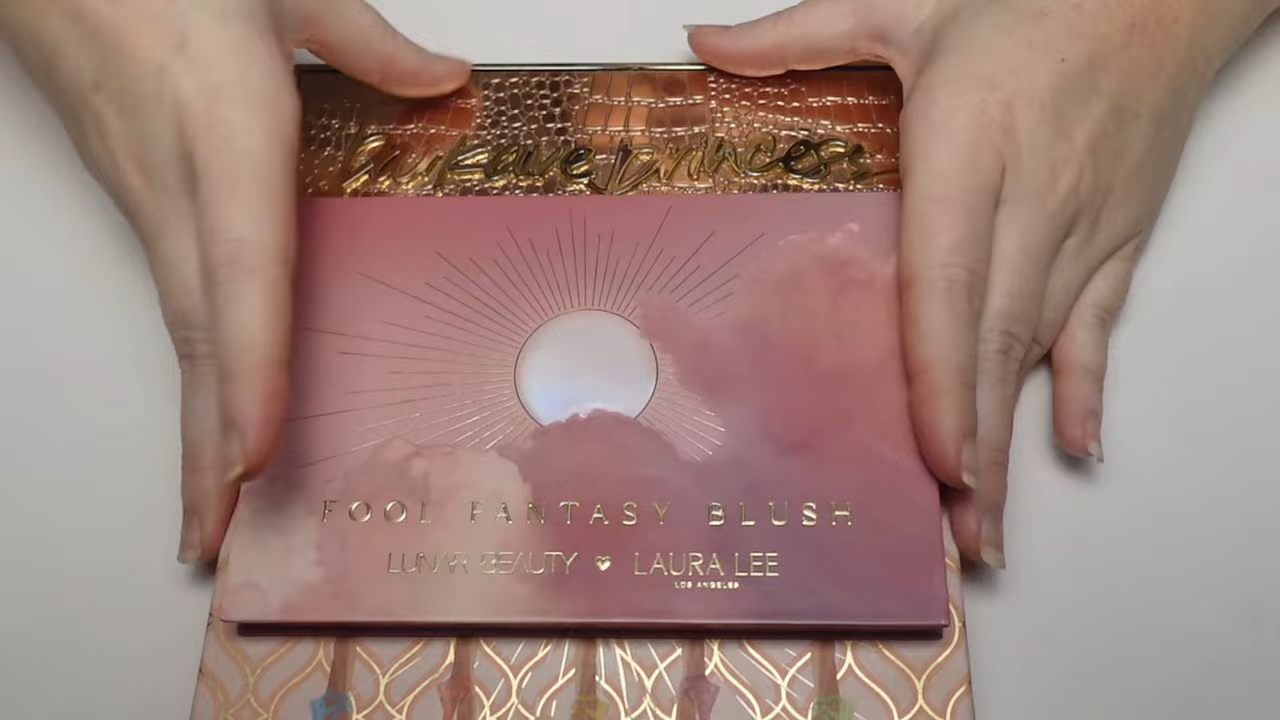 princess
FOOL FANTASY BLUSH
LUNAR BEAUTY LAURA LEE
LOS ANGELES